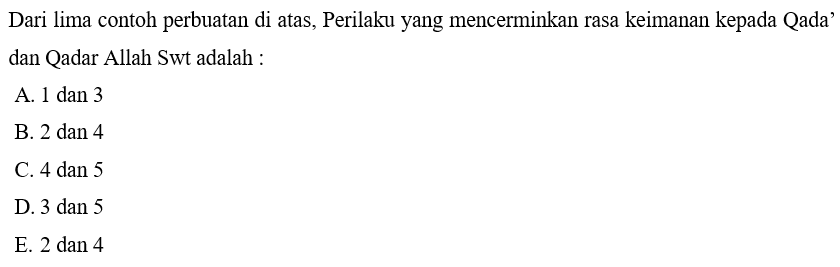 Dari lima contoh perbuatan di atas, Perilaku yang mencerminkan rasa keimanan kepada Qada’
dan Qadar Allah Swt adalah :
A. 1 dan 3
B. 2 dan 4
C. 4 dan 5
D. 3 dan 5
E. 2 dan 4